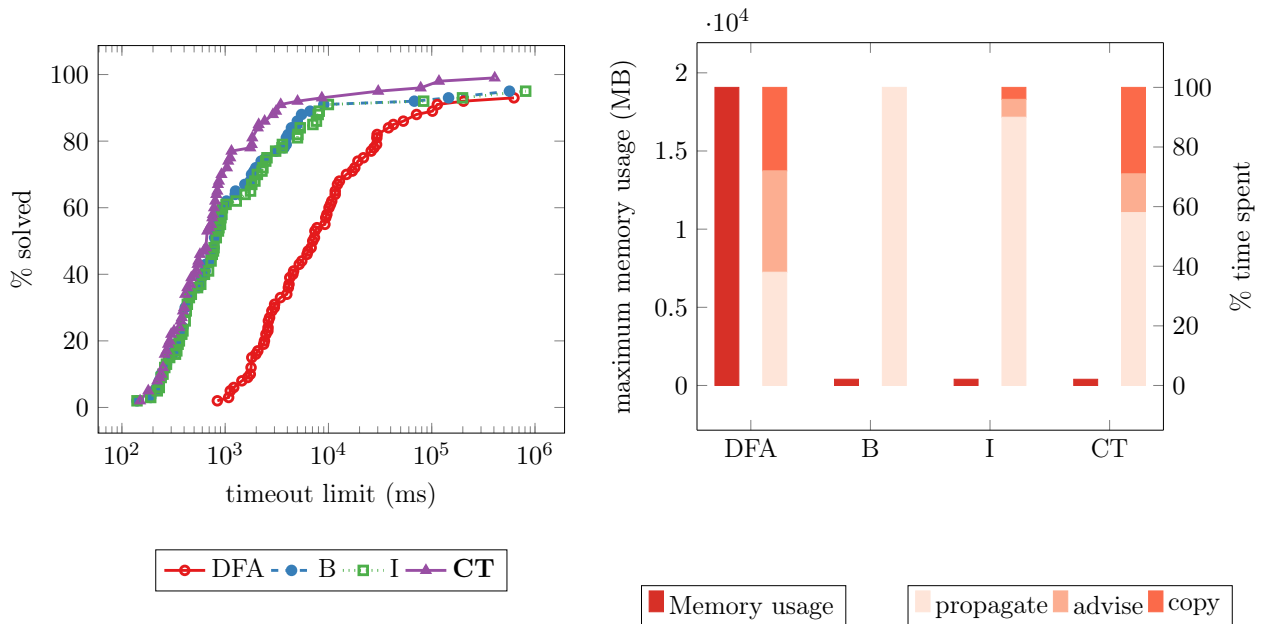 100
80
60
40
20
0
% solved
10^2
10^3
10^4
10^5
10^6
timeout limit (ms)
DFA B I CT
·10^4
2
1.5
1
0.5
0
maximum memory usage (MB)
100
80
60
40
20
0
% time spent
DFA B I CT
Memory usage
propagate advise copy